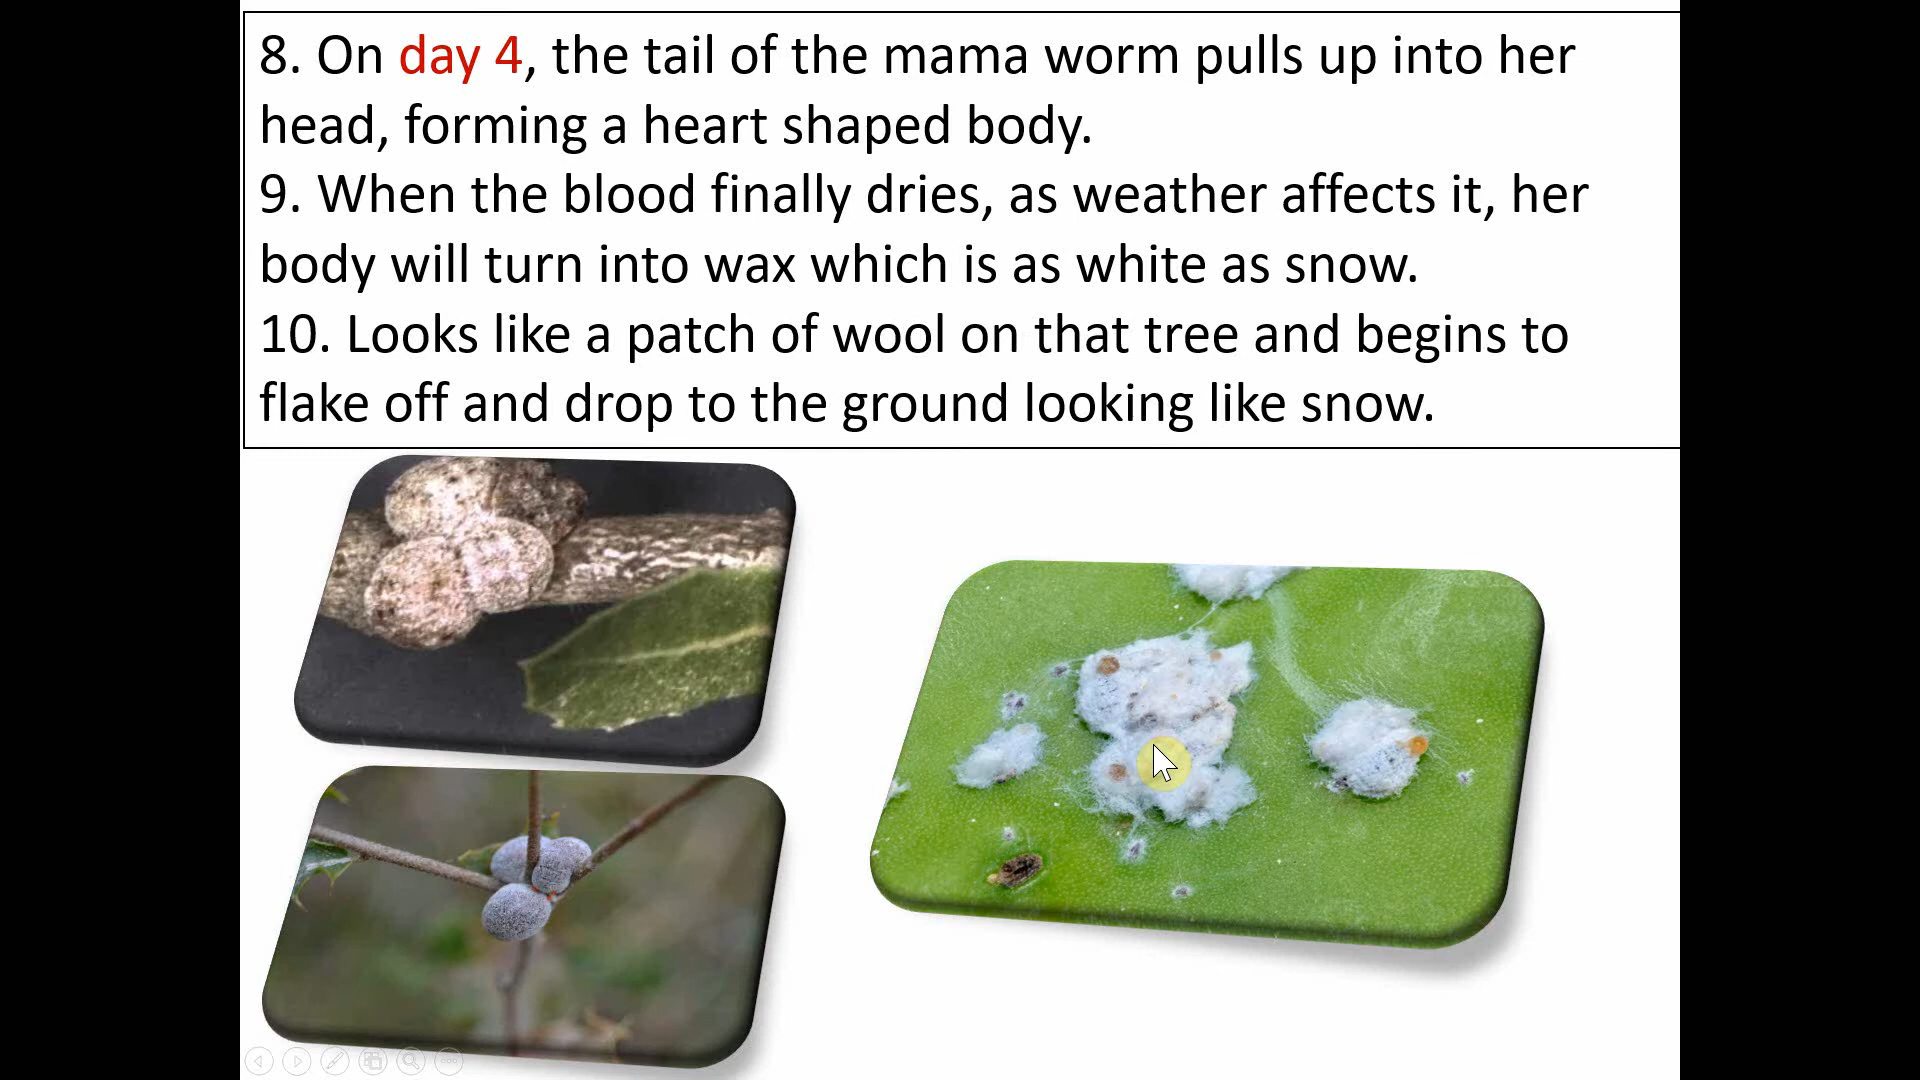 8. On day 4, the tail of the mama worm pulls up into her
head, forming a heart shaped body.
9. When the blood finally dries, as weather affects it, her
body will turn into wax which is as white as snow.
10. Looks like a patch of wool on that tree and begins to
flake off and drop to the ground looking like snow.